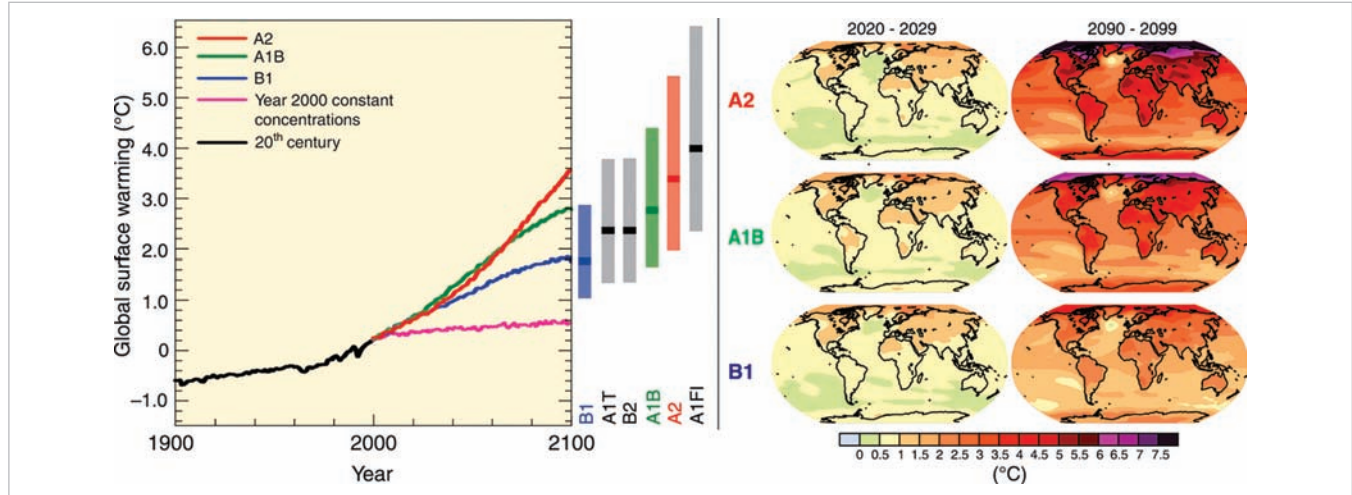 6.0
5.0
4.0
3.0
2.0
1.0
0
–1.0
Global surface warming (°C)
A2
A1B
B1
Year 2000 constant
concentrations
20th century
1900
2000
2100
Year
B1
A1T
B2
A1B
A2
A1FI
2020 - 2029
2090 - 2099
A2
A1B
B1
0 0.5 1 1.5 2 2.5 3 3.5 4 4.5 5 5.5 6 6.5 7 7.5
(°C)